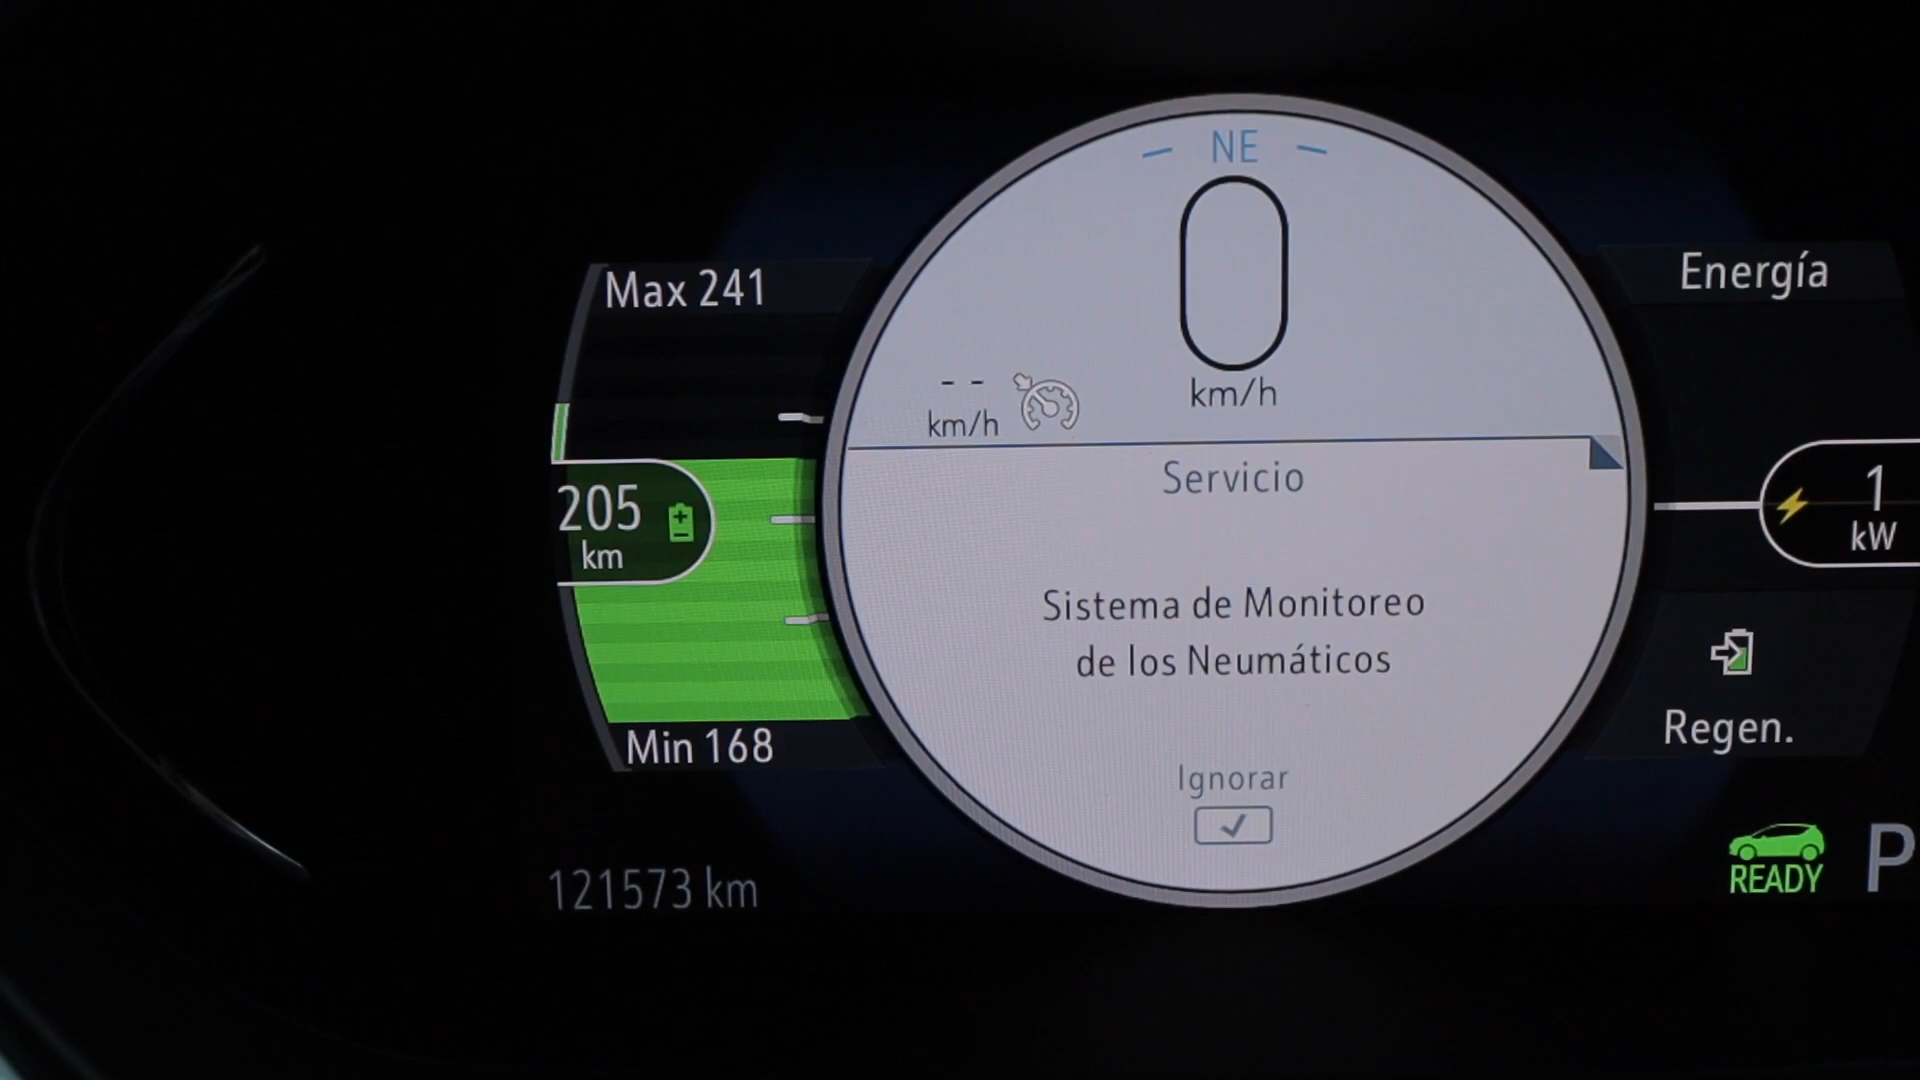 NE
0
km/h
Max 241
Energía
- -
km/h
Servicio
205
km
1
kW
Sistema de Monitoreo
de los Neumáticos
Min 168
Regen.
Ignorar
121573 km
READY
P